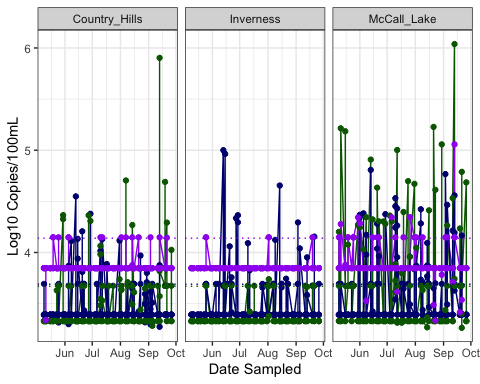 Country_Hills Inverness McCall_Lake
Log10 Copies/100mL
6
5
4
Jun Jul Aug Sep Oct Jun Jul Aug Sep Oct Jun Jul Aug Sep Oct
Date Sampled